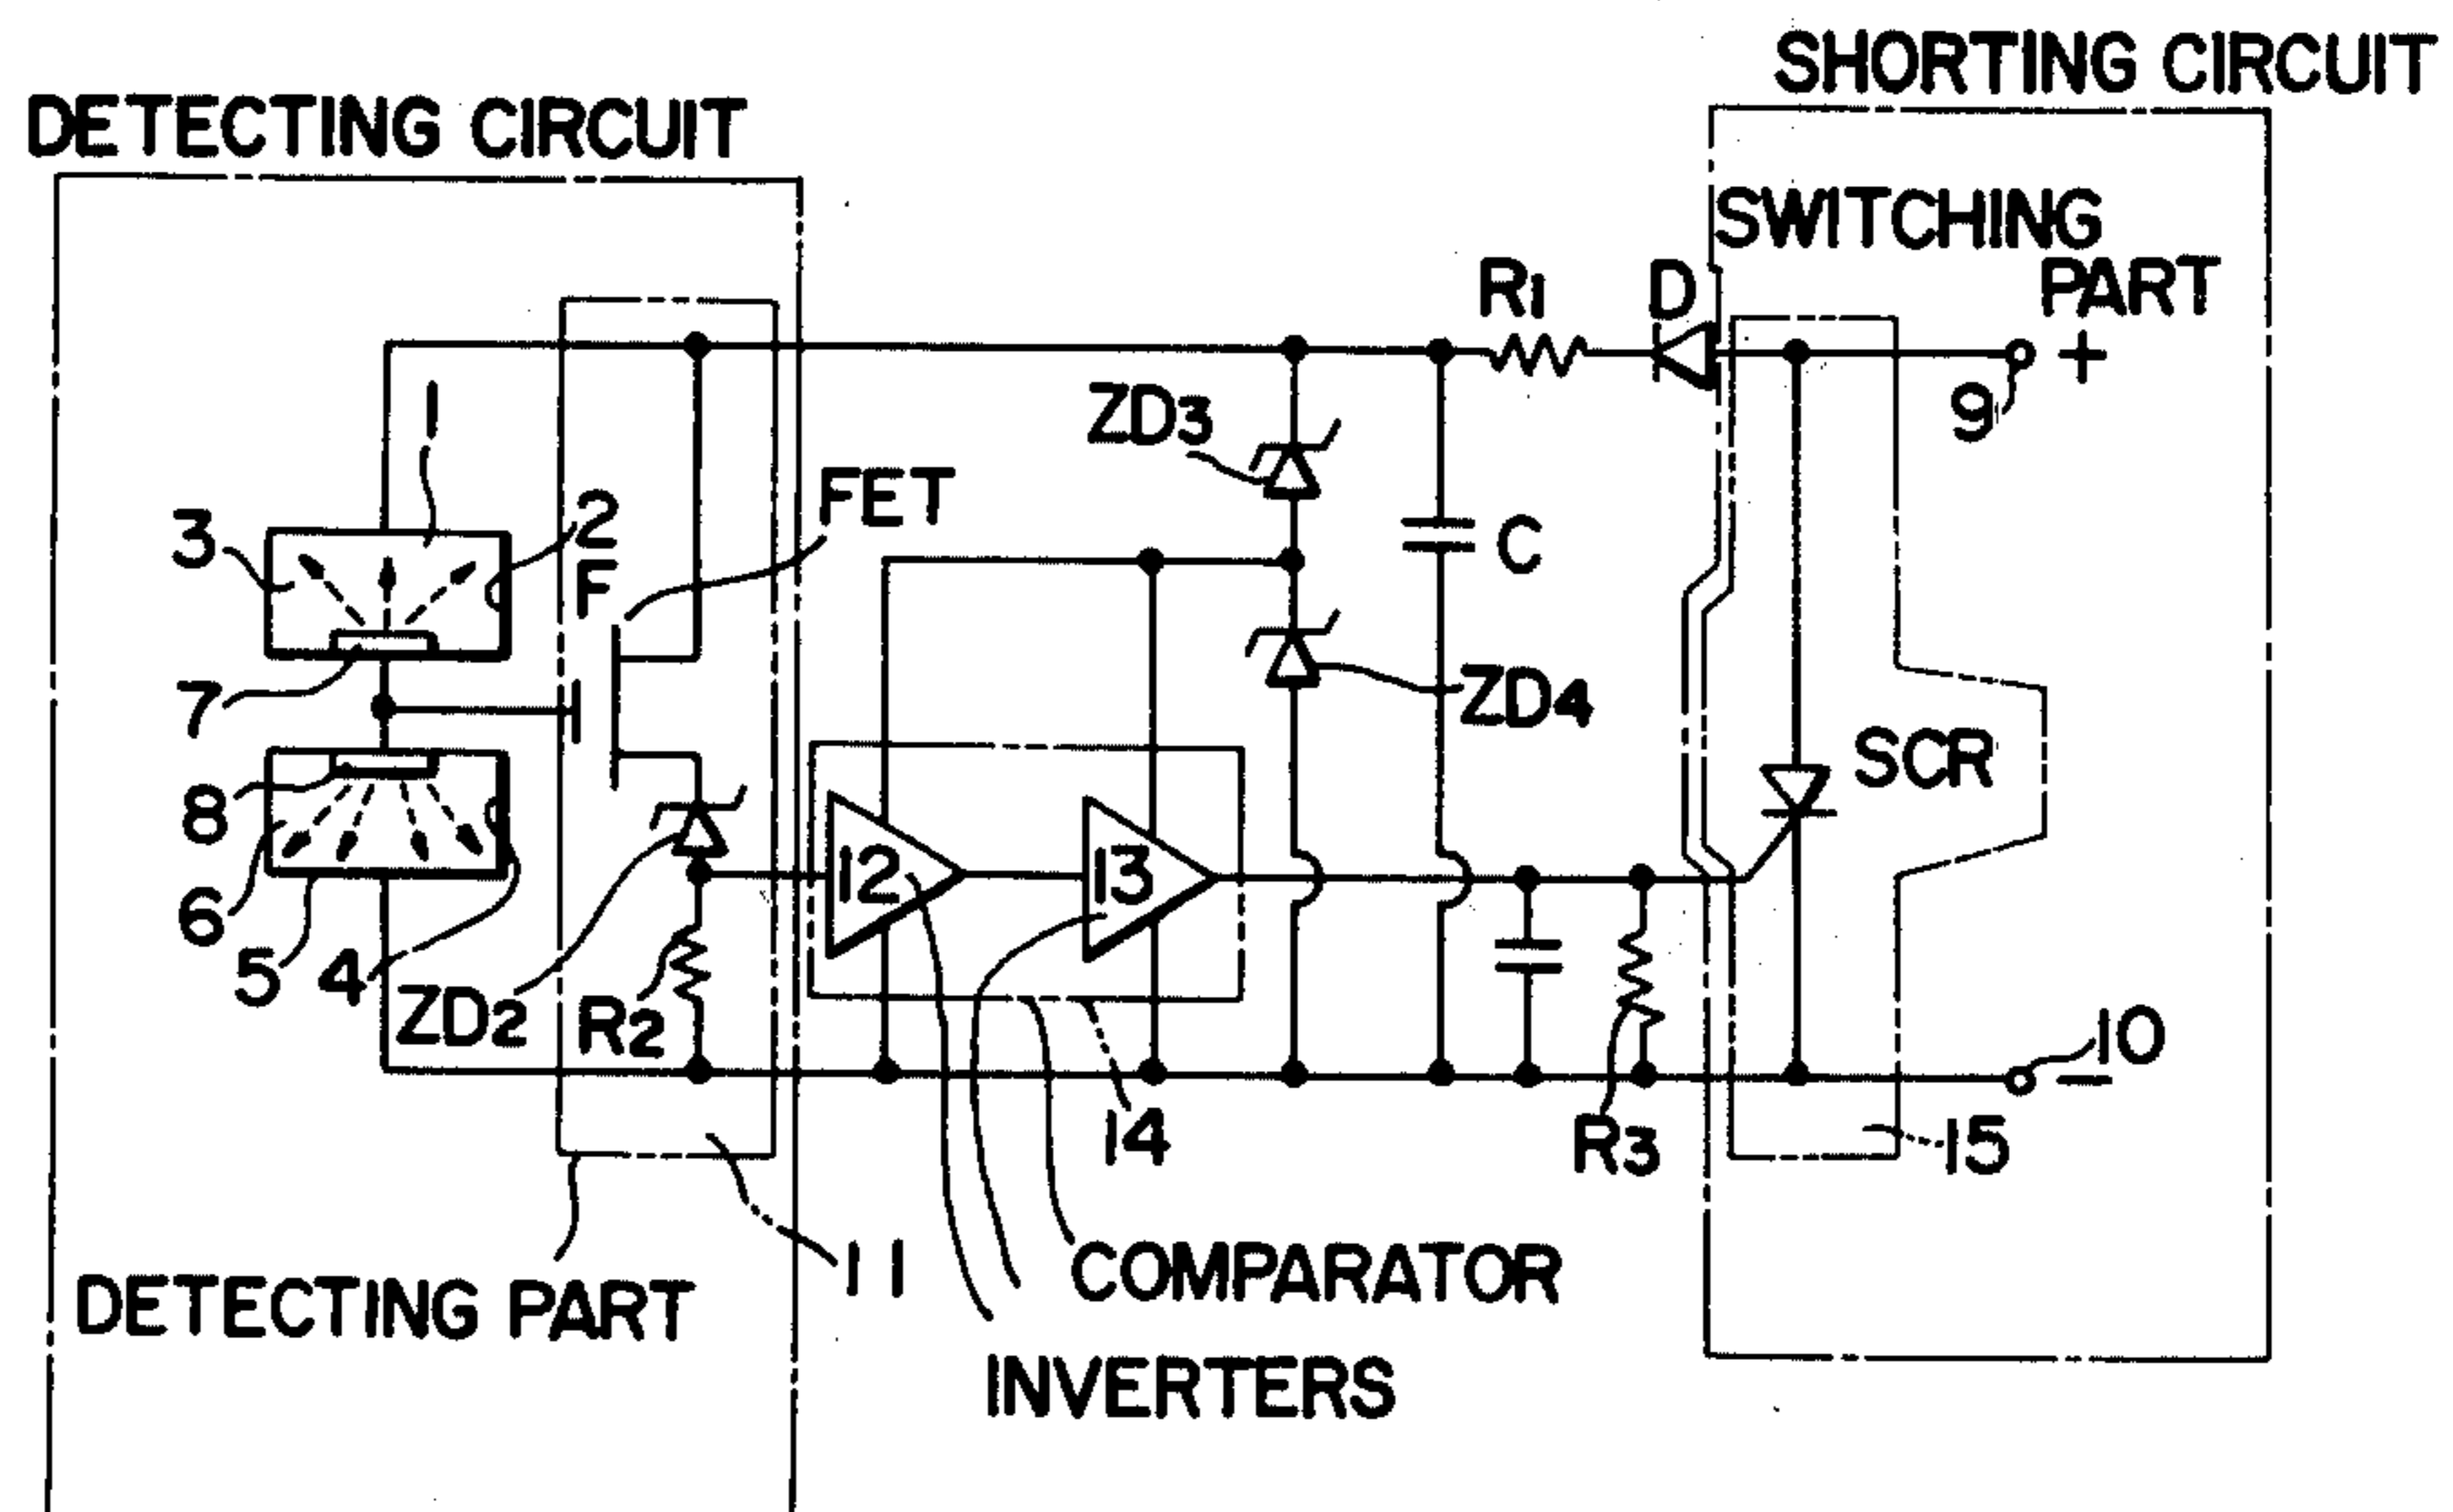 SHORTING CIRCUIT
DETECTING CIRCUIT
SWITCHING
PART
R1
D
+
9
ZD3
1
FET
3
2
F
C
7
ZD4
SCR
8
12
13
6
5
4
ZD2
R2
10
−
14
R3
15
11
COMPARATOR
DETECTING PART
INVERTERS